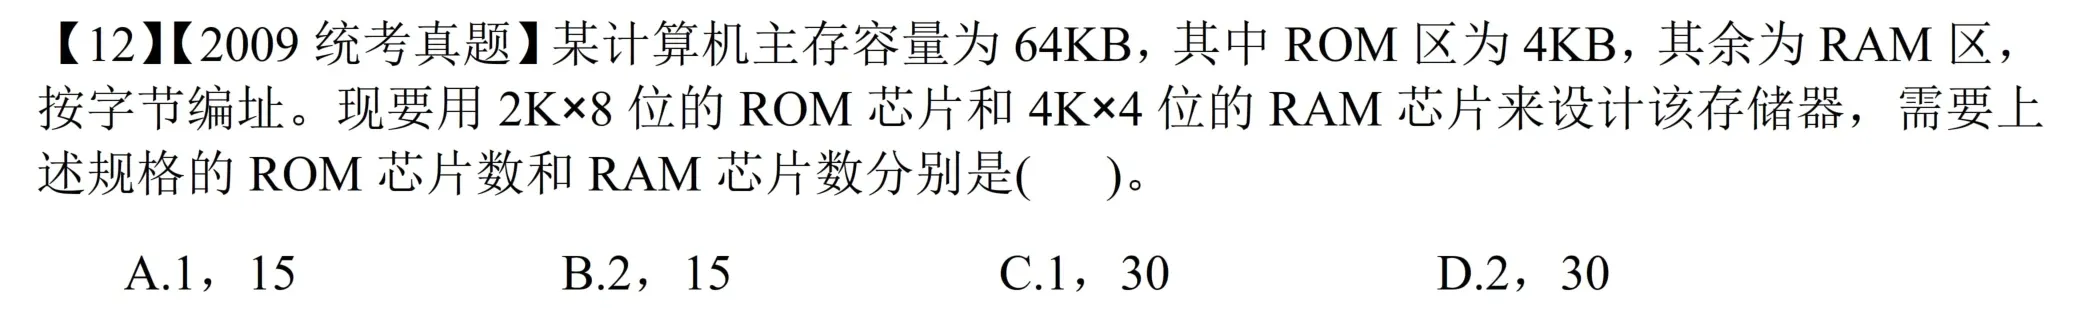 【12】【2009 统考真题】某计算机主存容量为 64KB，其中 ROM 区为 4KB，其余为 RAM 区，
按字节编址。现要用 2K×8 位的 ROM 芯片和 4K×4 位的 RAM 芯片来设计该存储器，需要上
述规格的 ROM 芯片数和 RAM 芯片数分别是(    )。
A.1，15    B.2，15    C.1，30    D.2，30